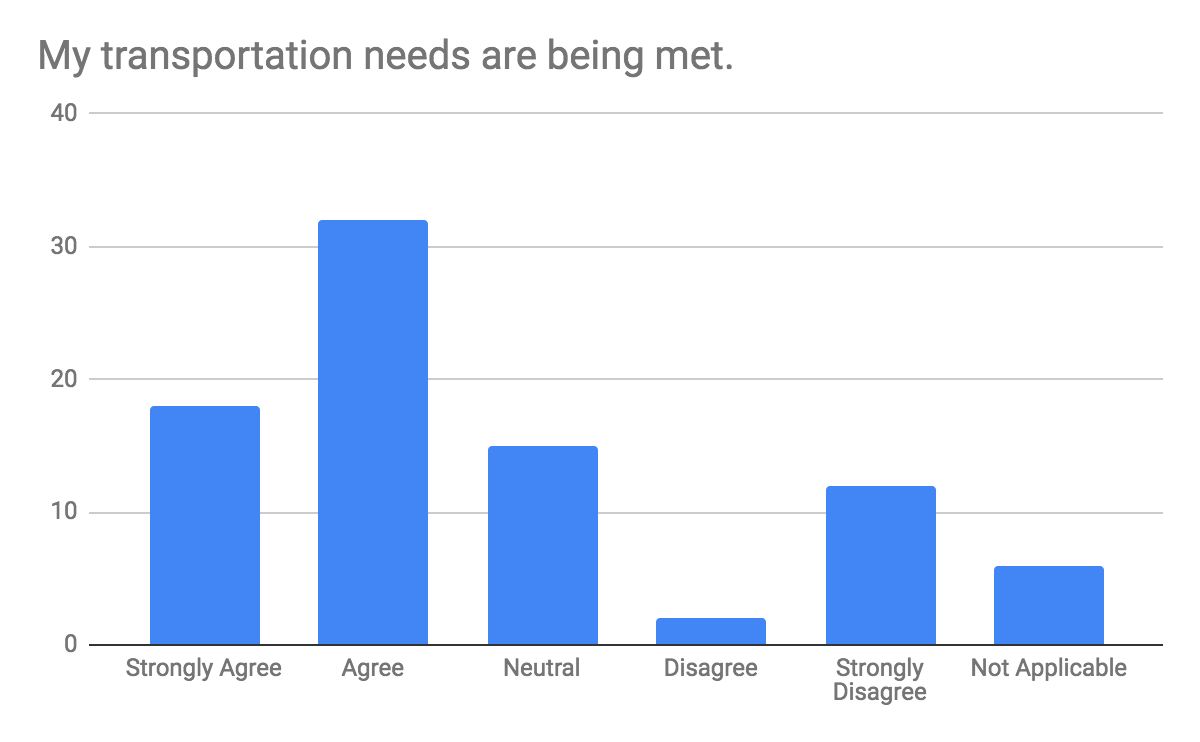 My transportation needs are being met.
40
30
20
10
0
Strongly Agree
Agree
Neutral
Disagree
Strongly
Disagree
Not Applicable